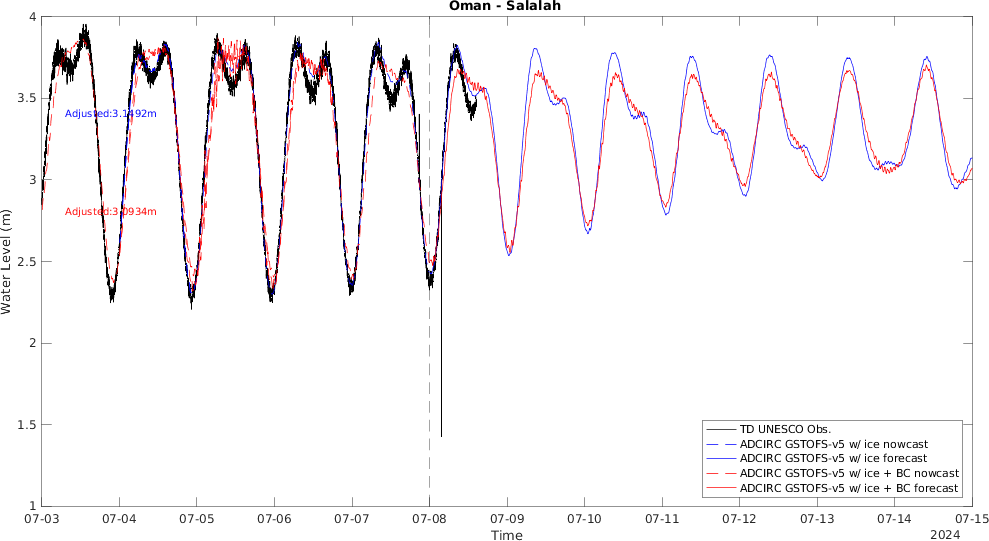 Oman - Salalah
4
3.5
3
2.5
2
1.5
1
Water Level (m)
Adjusted:3.1492m
Adjusted:3.0934m
TD UNESCO Obs.
ADCIRC GSTOFS-v5 w/ ice nowcast
ADCIRC GSTOFS-v5 w/ ice forecast
ADCIRC GSTOFS-v5 w/ ice + BC nowcast
ADCIRC GSTOFS-v5 w/ ice + BC forecast
07-03 07-04 07-05 07-06 07-07 07-08 07-09 07-10 07-11 07-12 07-13 07-14 07-15
Time
2024